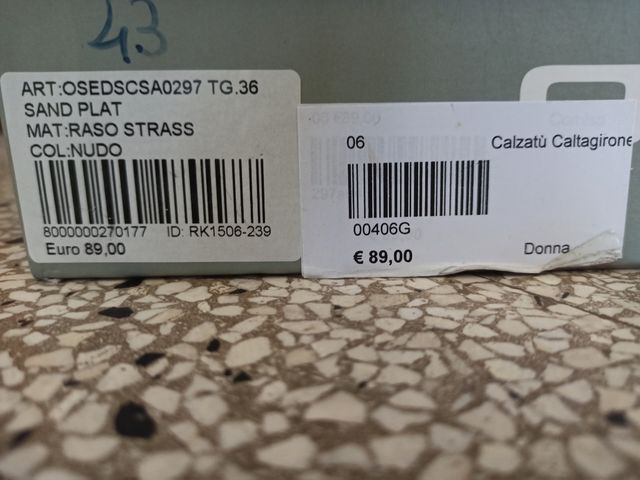 43
ART:OSEDSCSA0297 TG.36
SAND PLAT
MAT:RASO STRASS
COL:NUDO
8000000270177 ID: RK1506-239
Euro 89,00
06 Calzatù Caltagirone
00406G
€ 89,00 Donna